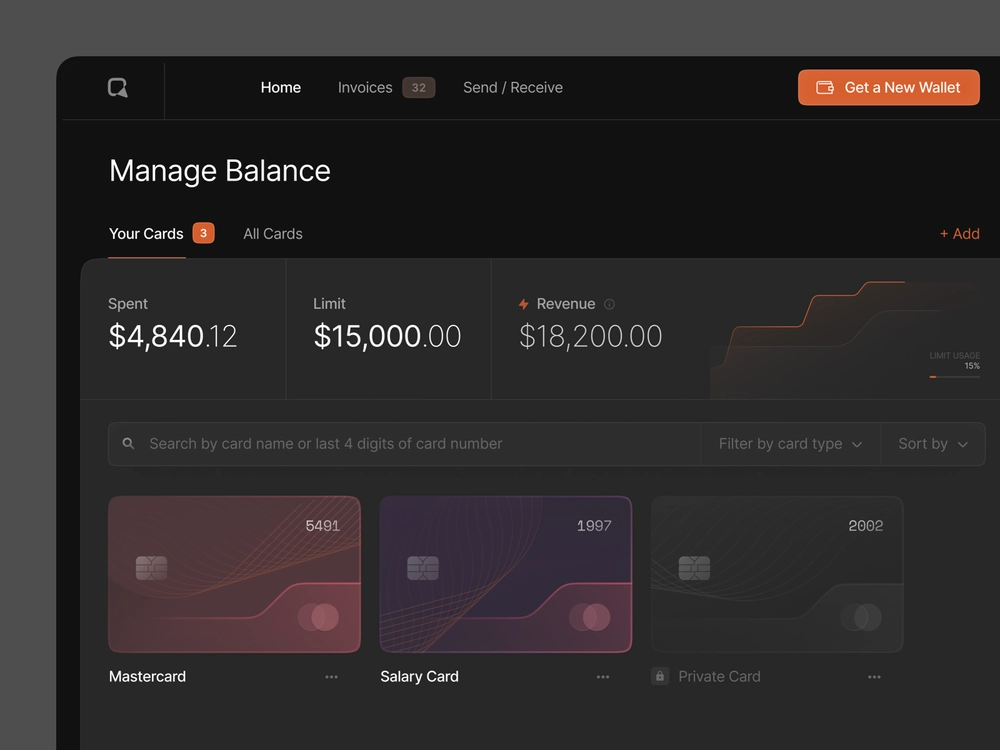 Home
Invoices 32
Send / Receive
Get a New Wallet
Manage Balance
Your Cards 3
All Cards
+ Add
Spent
$4,840.12
Limit
$15,000.00
Revenue
$18,200.00
LIMIT USAGE
15%
Search by card name or last 4 digits of card number
Filter by card type
Sort by
5491
1997
2002
Mastercard
Salary Card
Private Card